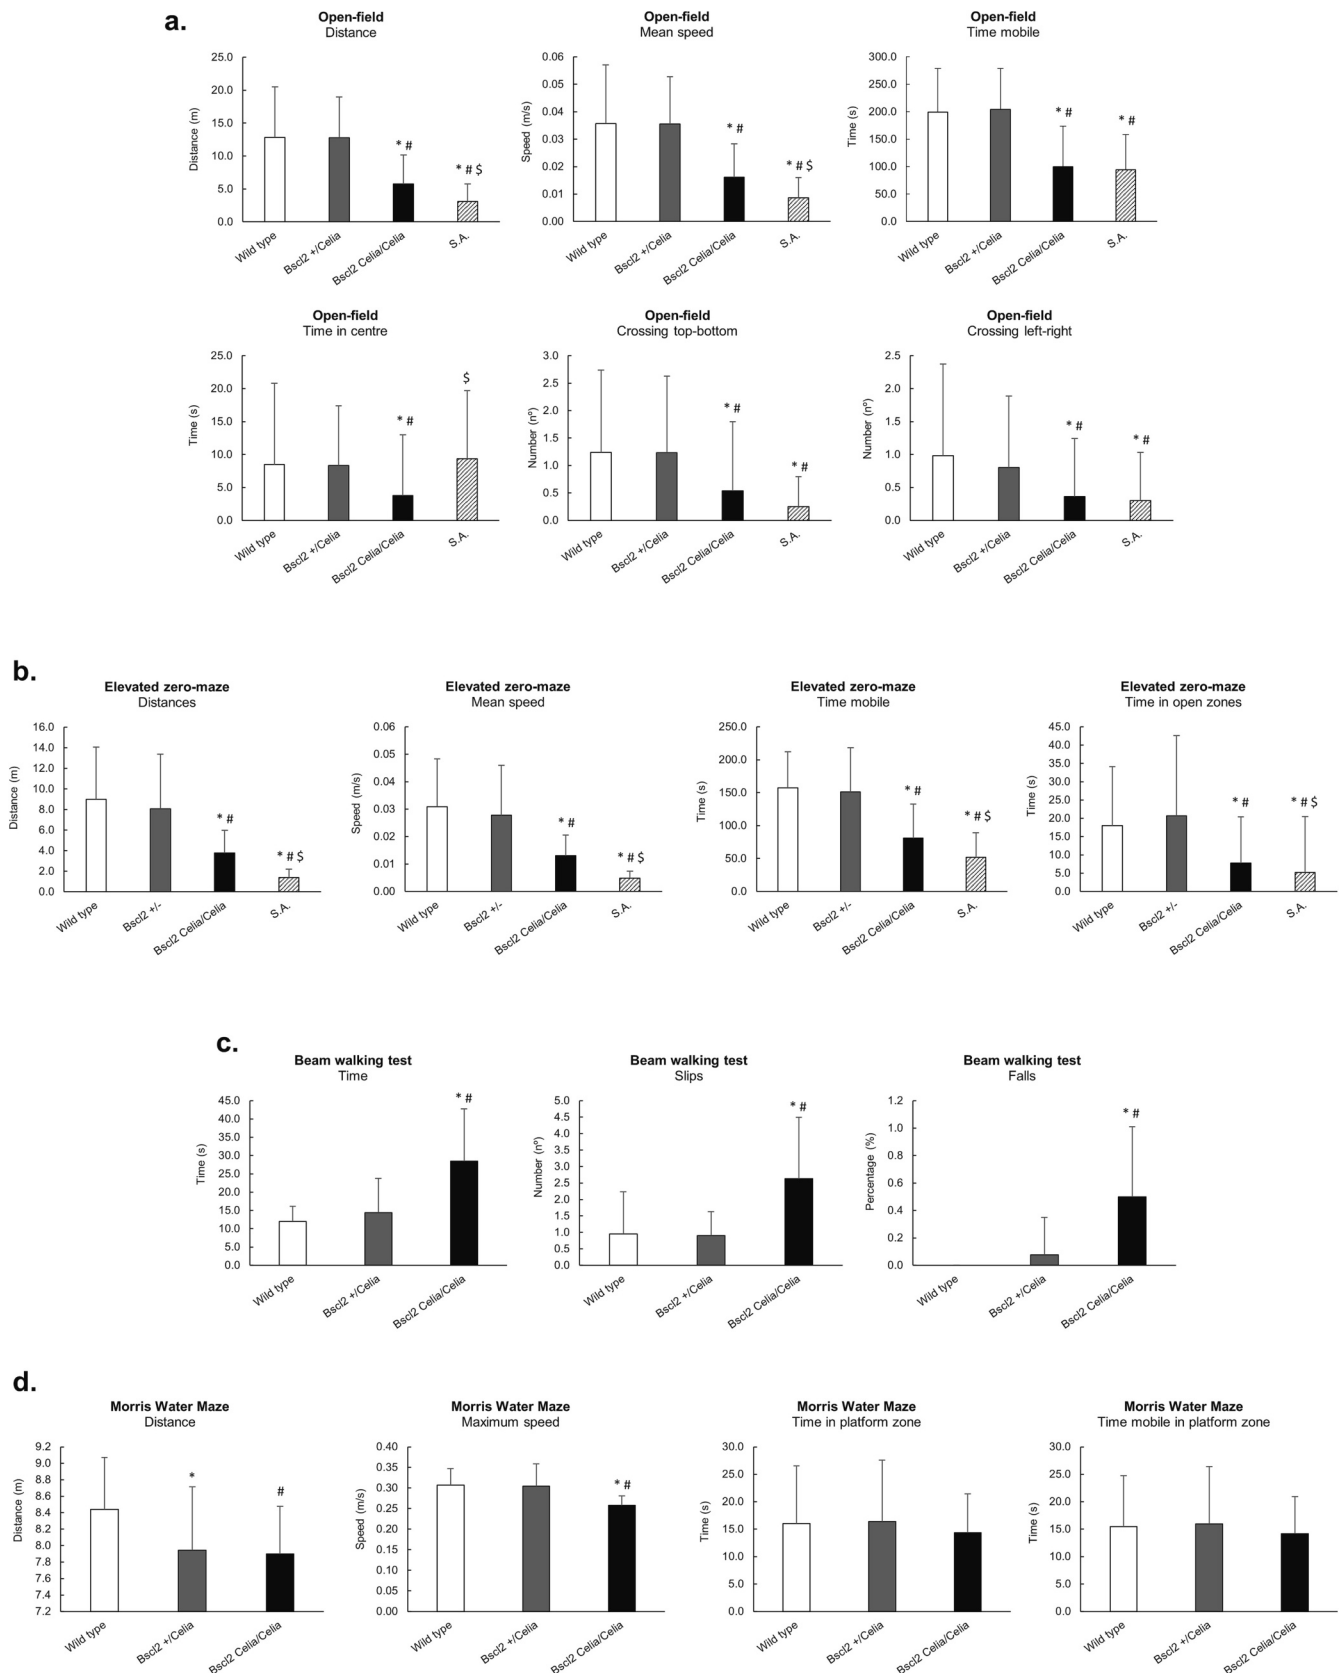 a.
Open-field
Distance
Distance (m)
25.0
20.0
15.0
10.0
5.0
0.0
* #
* # $
Wild type
Bscl2 +/Celia
Bscl2 Celia/Celia
S.A.
Open-field
Mean speed
Speed (m/s)
0.06
0.05
0.04
0.03
0.02
0.01
0.00
* #
* # $
Wild type
Bscl2 +/Celia
Bscl2 Celia/Celia
S.A.
Open-field
Time mobile
Time (s)
300.0
250.0
200.0
150.0
100.0
50.0
0.0
* #
* #
Wild type
Bscl2 +/Celia
Bscl2 Celia/Celia
S.A.
Open-field
Time in centre
Time (s)
25.0
20.0
15.0
10.0
5.0
0.0
* #
$
Wild type
Bscl2 +/Celia
Bscl2 Celia/Celia
S.A.
Open-field
Crossing top-bottom
Number (nº)
3.0
2.5
2.0
1.5
1.0
0.5
0.0
* #
* #
Wild type
Bscl2 +/Celia
Bscl2 Celia/Celia
S.A.
Open-field
Crossing left-right
Number (nº)
2.5
2.0
1.5
1.0
0.5
0.0
* #
* #
Wild type
Bscl2 +/Celia
Bscl2 Celia/Celia
S.A.
b.
Elevated zero-maze
Distances
Distance (m)
16.0
14.0
12.0
10.0
8.0
6.0
4.0
2.0
0.0
* #
* # $
Wild type
Bscl2 +/-
Bscl2 Celia/Celia
S.A.
Elevated zero-maze
Mean speed
Speed (m/s)
0.06
0.05
0.04
0.03
0.02
0.01
0.00
* #
* # $
Wild type
Bscl2 +/-
Bscl2 Celia/Celia
S.A.
Elevated zero-maze
Time mobile
Time (s)
250.0
200.0
150.0
100.0
50.0
0.0
* #
* # $
Wild type
Bscl2 +/-
Bscl2 Celia/Celia
S.A.
Elevated zero-maze
Time in open zones
Time (s)
45.0
40.0
35.0
30.0
25.0
20.0
15.0
10.0
5.0
0.0
* #
* # $
Wild type
Bscl2 +/-
Bscl2 Celia/Celia
S.A.
c.
Beam walking test
Time
Time (s)
45.0
40.0
35.0
30.0
25.0
20.0
15.0
10.0
5.0
0.0
* #
Wild type
Bscl2 +/Celia
Bscl2 Celia/Celia
Beam walking test
Slips
Number (nº)
5.0
4.5
4.0
3.5
3.0
2.5
2.0
1.5
1.0
0.5
0.0
* #
Wild type
Bscl2 +/Celia
Bscl2 Celia/Celia
Beam walking test
Falls
Percentage (%)
1.2
1.0
0.8
0.6
0.4
0.2
0.0
* #
Wild type
Bscl2 +/Celia
Bscl2 Celia/Celia
d.
Morris Water Maze
Distance
Distance (m)
9.2
9.0
8.8
8.6
8.4
8.2
8.0
7.8
7.6
7.4
7.2
*
#
Wild type
Bscl2 +/Celia
Bscl2 Celia/Celia
Morris Water Maze
Maximum speed
Speed (m/s)
0.40
0.35
0.30
0.25
0.20
0.15
0.10
0.05
0.00
* #
Wild type
Bscl2 +/Celia
Bscl2 Celia/Celia
Morris Water Maze
Time in platform zone
Time (s)
30.0
25.0
20.0
15.0
10.0
5.0
0.0
Wild type
Bscl2 +/Celia
Bscl2 Celia/Celia
Morris Water Maze
Time mobile in platform zone
Time (s)
30.0
25.0
20.0
15.0
10.0
5.0
0.0
Wild type
Bscl2 +/Celia
Bscl2 Celia/Celia